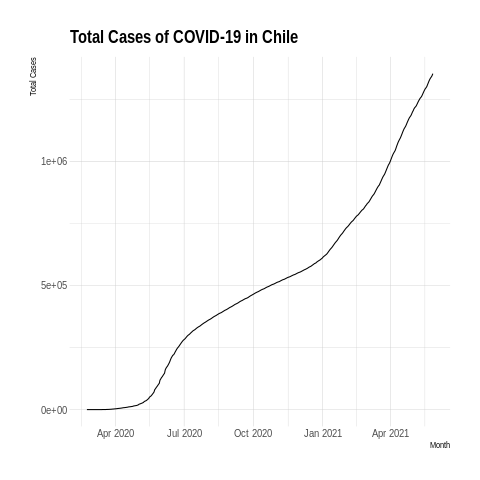 Total Cases of COVID-19 in Chile
Total Cases
1e+06
5e+05
0e+00
Apr 2020 Jul 2020 Oct 2020 Jan 2021 Apr 2021
Month